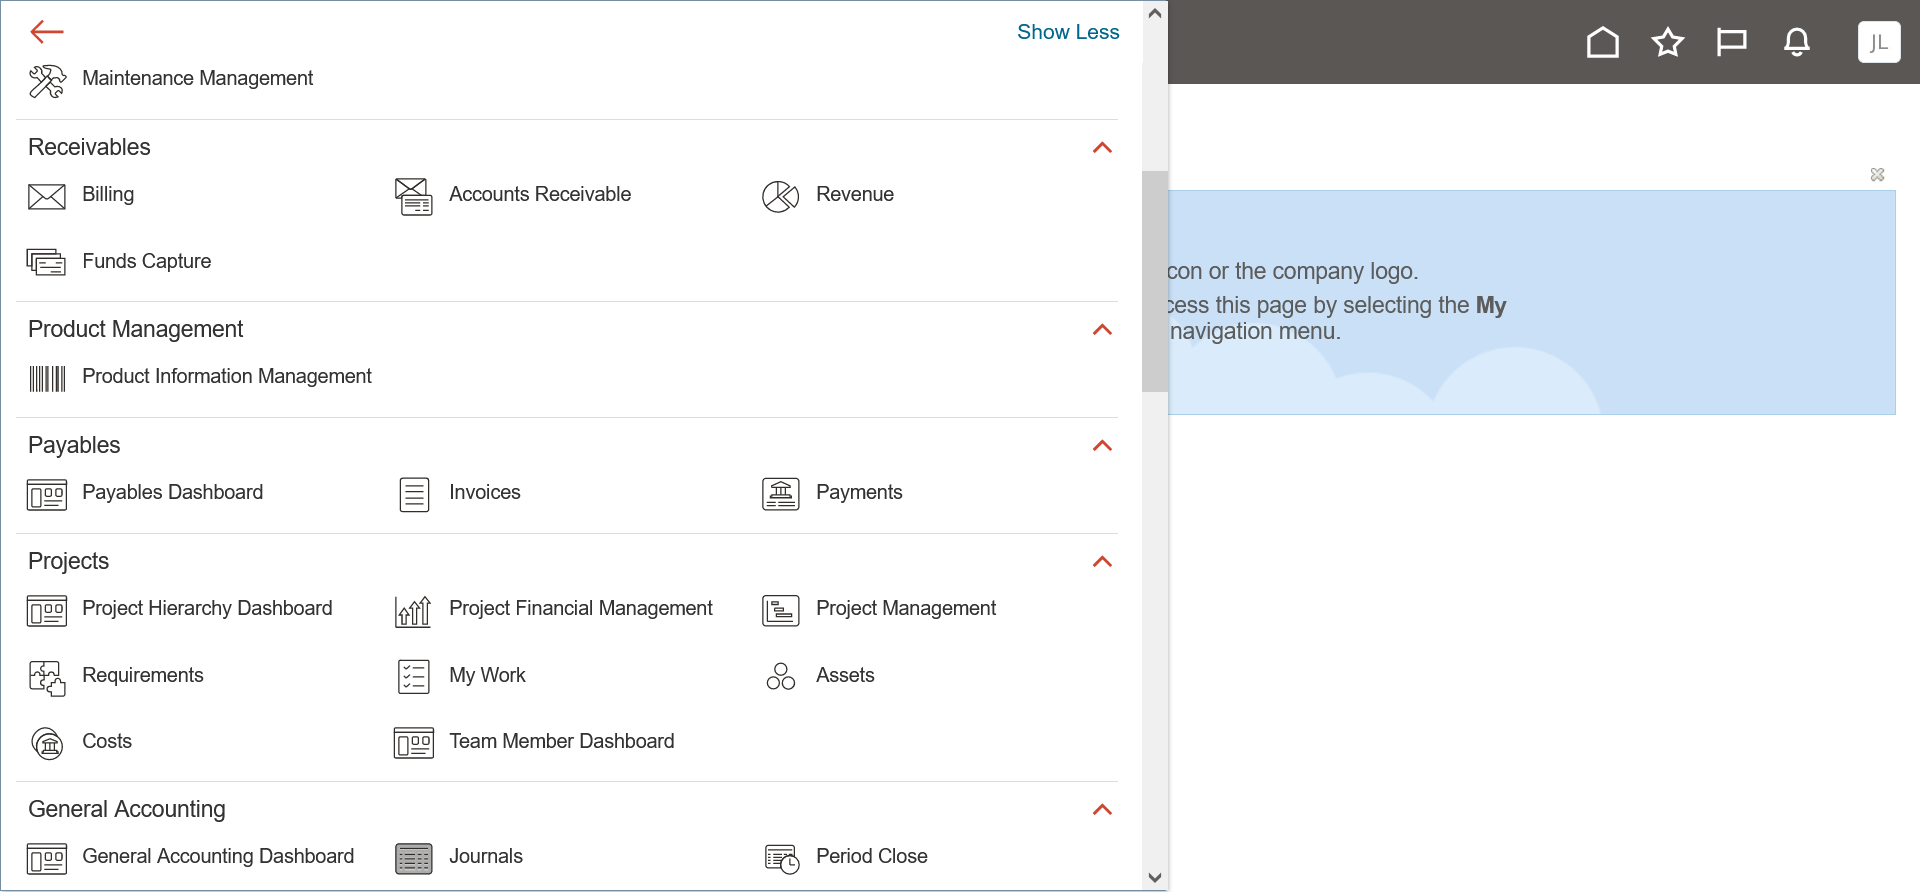 Show Less
JL
Maintenance Management
Receivables
Billing
Accounts Receivable
Revenue
Funds Capture
con or the company logo.
cess this page by selecting the My
navigation menu.
Product Management
Product Information Management
Payables
Payables Dashboard
Invoices
Payments
Projects
Project Hierarchy Dashboard
Project Financial Management
Project Management
Requirements
My Work
Assets
Costs
Team Member Dashboard
General Accounting
General Accounting Dashboard
Journals
Period Close